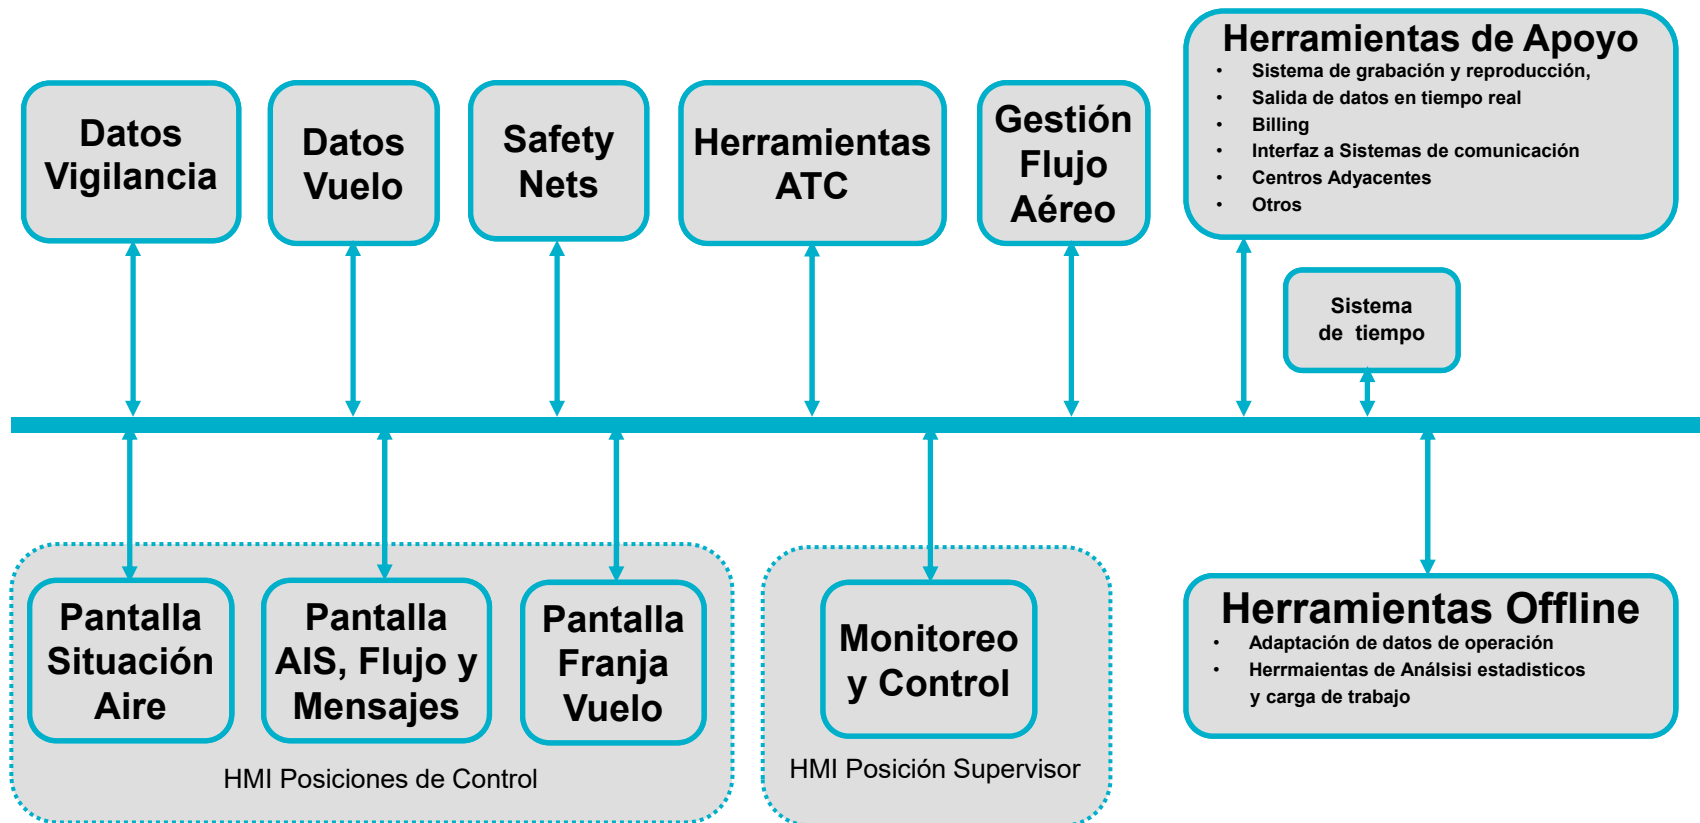 Datos
Vigilancia
Datos
Vuelo
Safety
Nets
Herramientas
ATC
Gestión
Flujo
Aéreo
Herramientas de Apoyo
• Sistema de grabación y reproducción,
• Salida de datos en tiempo real
• Billing
• Interfaz a Sistemas de comunicación
• Centros Adyacentes
• Otros
Sistema
de tiempo
Pantalla
Situación
Aire
Pantalla
AIS, Flujo y
Mensajes
Pantalla
Franja
Vuelo
HMI Posiciones de Control
Monitoreo
y Control
HMI Posición Supervisor
Herramientas Offline
• Adaptación de datos de operación
• Herrmaientas de Análsisi estadisticos
y carga de trabajo